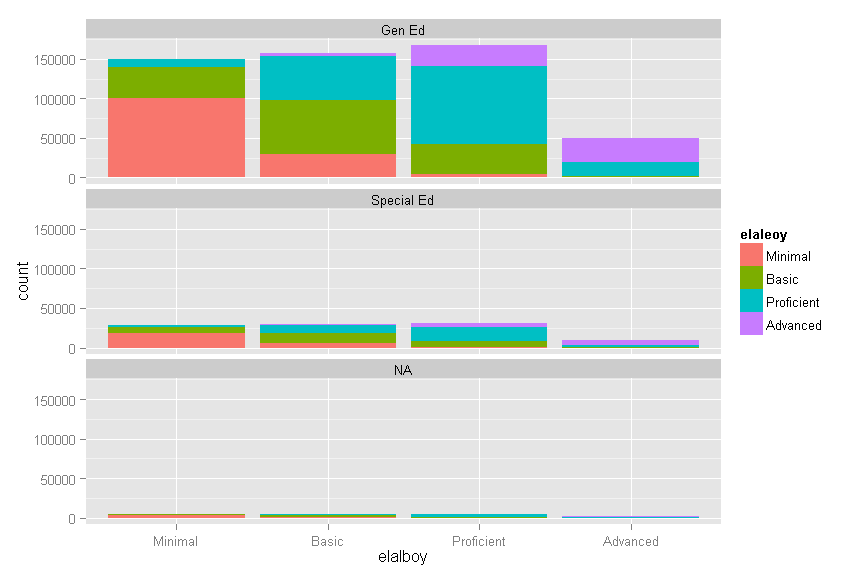 Gen Ed
150000
100000
50000
0
Special Ed
150000
100000
50000
0
NA
150000
100000
50000
0
count
Minimal Basic Proficient Advanced
elalboy
elaleoy
Minimal
Basic
Proficient
Advanced